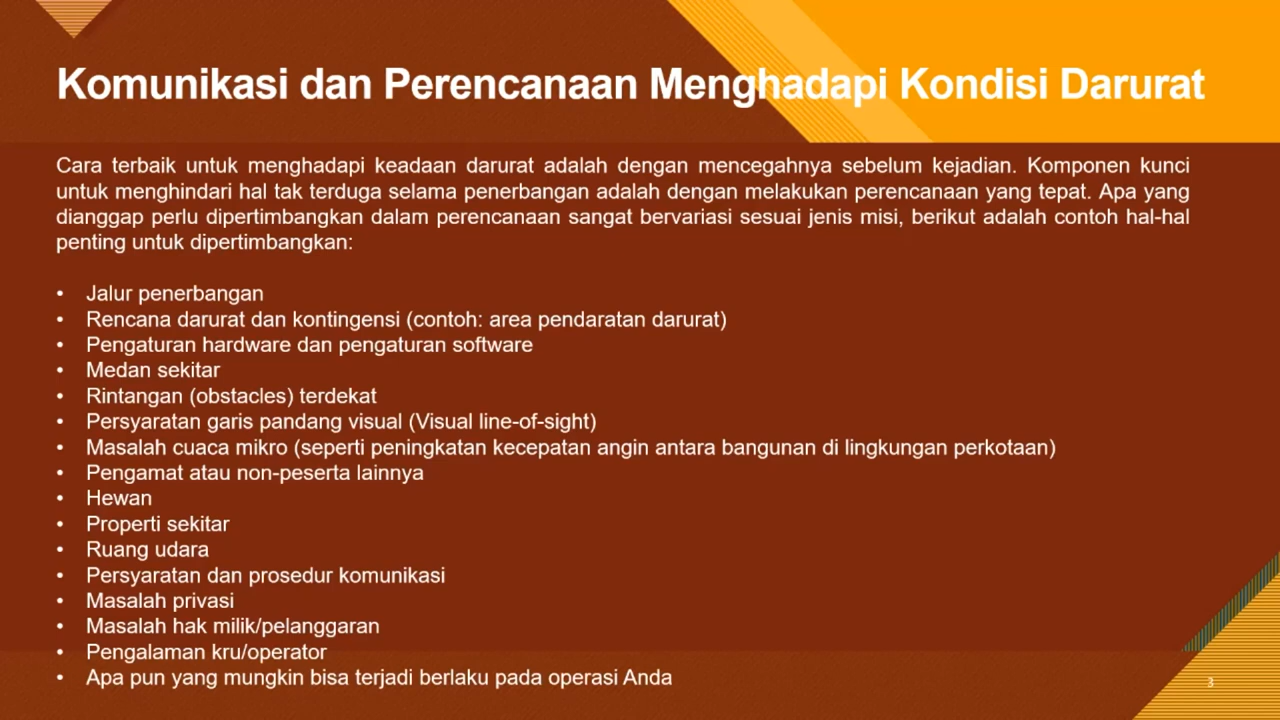 Komunikasi dan Perencanaan Menghadapi Kondisi Darurat
Cara terbaik untuk menghadapi keadaan darurat adalah dengan mencegahnya sebelum kejadian. Komponen kunci
untuk menghindari hal tak terduga selama penerbangan adalah dengan melakukan perencanaan yang tepat. Apa yang
dianggap perlu dipertimbangkan dalam perencanaan sangat bervariasi sesuai jenis misi, berikut adalah contoh hal-hal
penting untuk dipertimbangkan:
• Jalur penerbangan
• Rencana darurat dan kontingensi (contoh: area pendaratan darurat)
• Pengaturan hardware dan pengaturan software
• Medan sekitar
• Rintangan (obstacles) terdekat
• Persyaratan garis pandang visual (Visual line-of-sight)
• Masalah cuaca mikro (seperti peningkatan kecepatan angin antara bangunan di lingkungan perkotaan)
• Pengamat atau non-peserta lainnya
• Hewan
• Properti sekitar
• Ruang udara
• Persyaratan dan prosedur komunikasi
• Masalah privasi
• Masalah hak milik/pelanggaran
• Pengalaman kru/operator
• Apa pun yang mungkin bisa terjadi berlaku pada operasi Anda
3